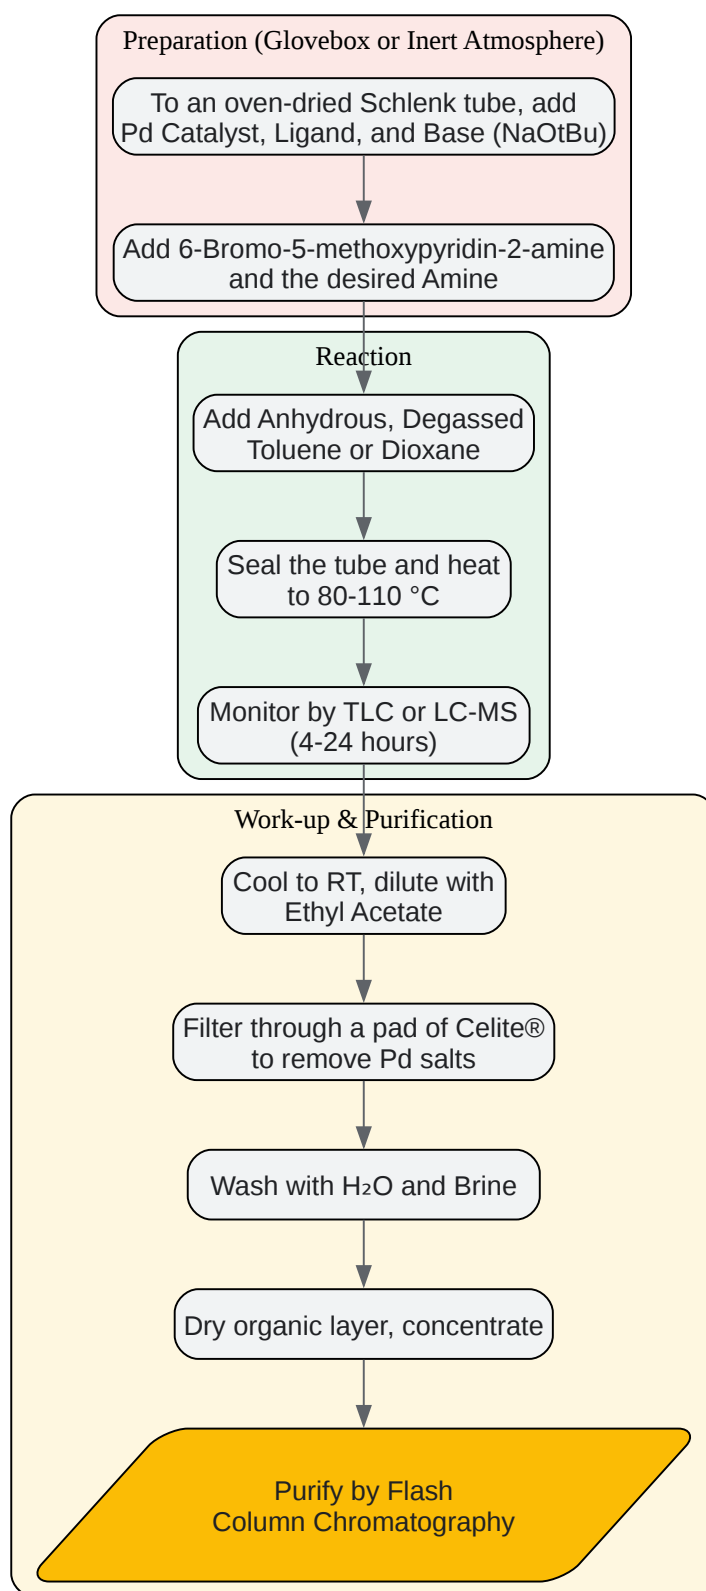 Preparation (Glovebox or Inert Atmosphere)
To an oven-dried Schlenk tube, add
Pd Catalyst, Ligand, and Base (NaOtBu)
Add 6-Bromo-5-methoxypyridin-2-amine
and the desired Amine
Reaction
Add Anhydrous, Degassed
Toluene or Dioxane
Seal the tube and heat
to 80-110 °C
Monitor by TLC or LC-MS
(4-24 hours)
Work-up & Purification
Cool to RT, dilute with
Ethyl Acetate
Filter through a pad of Celite®
to remove Pd salts
Wash with H₂O and Brine
Dry organic layer, concentrate
Purify by Flash
Column Chromatography